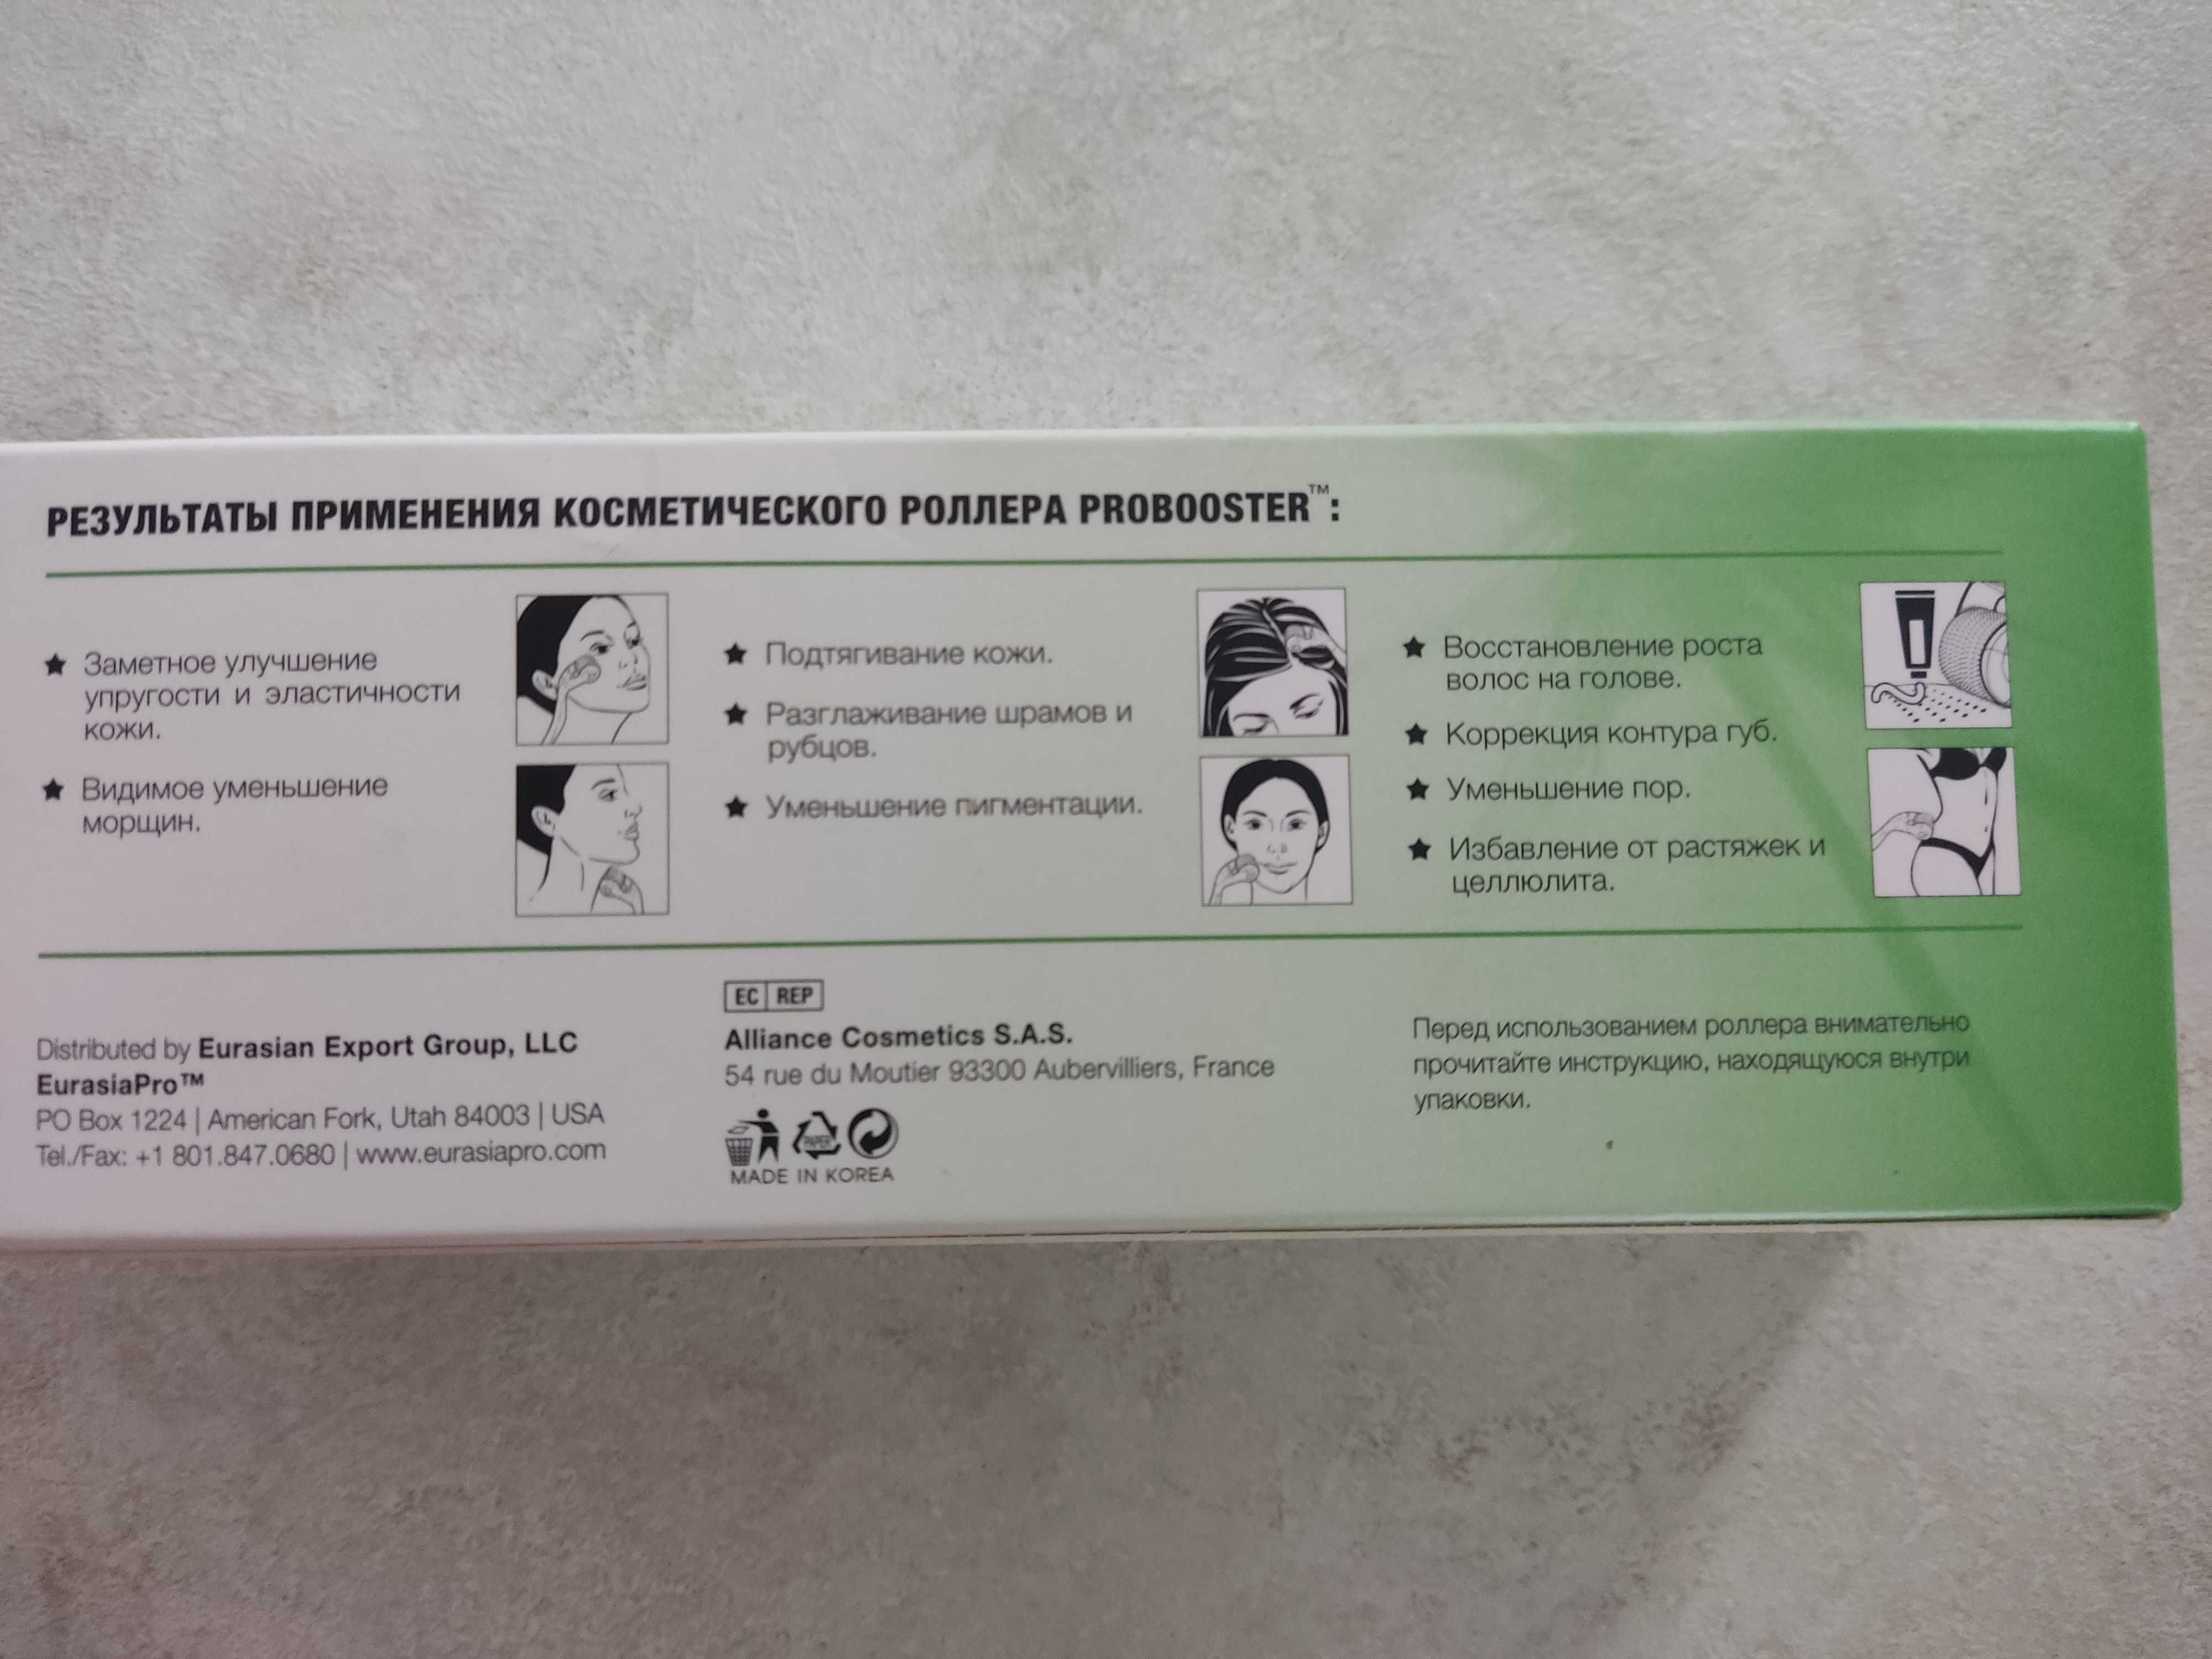 РЕЗУЛЬТАТЫ ПРИМЕНЕНИЯ КОСМЕТИЧЕСКОГО РОЛЛЕРА PROBOOSTER™:
★ Заметное улучшение
упругости и эластичности
кожи.
★ Видимое уменьшение
морщин.
★ Подтягивание кожи.
★ Разглаживание шрамов и
рубцов.
★ Уменьшение пигментации.
★ Восстановление роста
волос на голове.
★ Коррекция контура губ.
★ Уменьшение пор.
★ Избавление от растяжек и
целлюлита.
Distributed by Eurasian Export Group, LLC
EurasiaPro™
PO Box 1224 | American Fork, Utah 84003 | USA
Tel./Fax: +1 801.847.0680 | www.eurasiapro.com
EC REP
Alliance Cosmetics S.A.S.
54 rue du Moutier 93300 Aubervilliers, France
PAPER
MADE IN KOREA
Перед использованием роллера внимательно
прочитайте инструкцию, находящуюся внутри
упаковки.